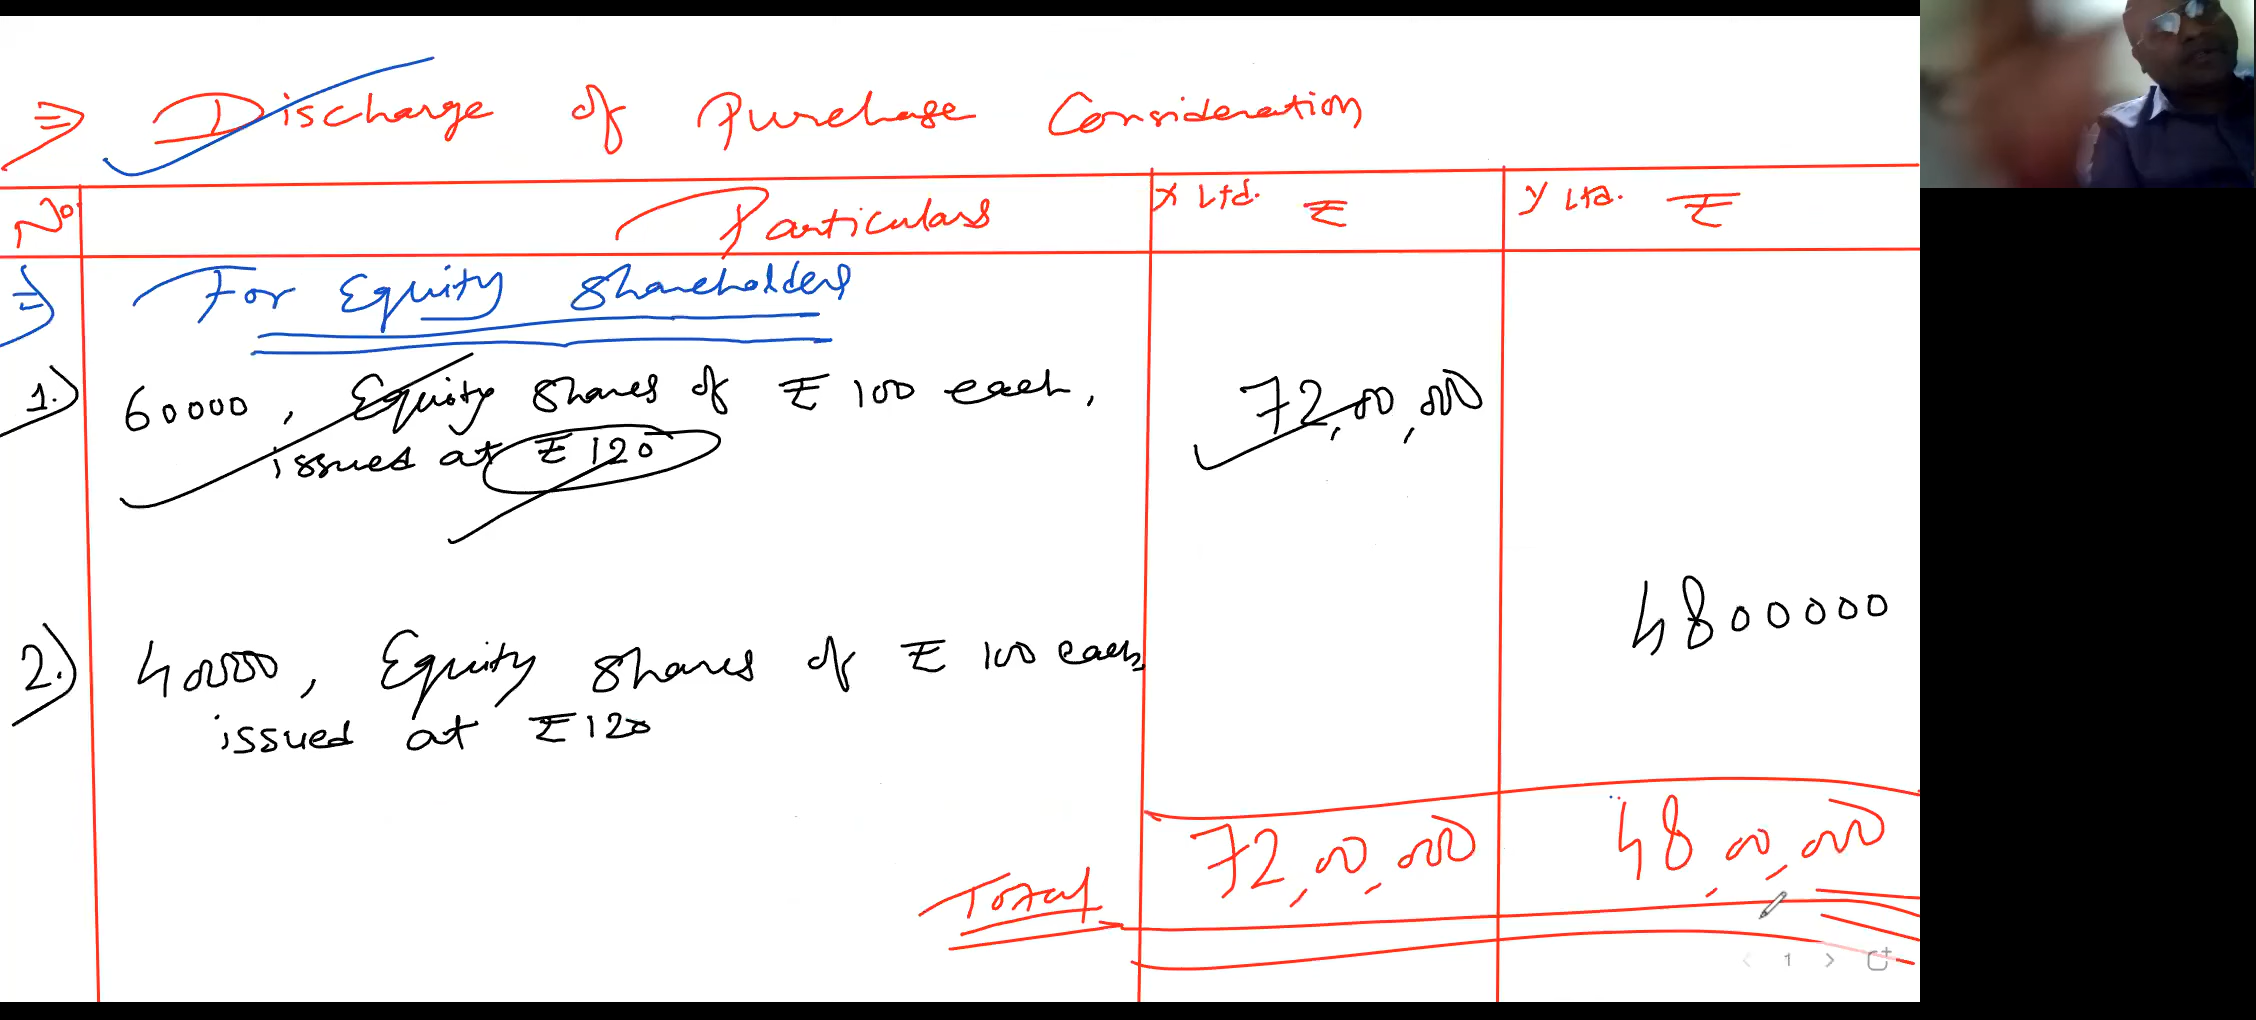 ⇒ Discharge of Purchase Consideration
No. Particulars X Ltd. ₹ Y Ltd. ₹
⇒ For Equity Shareholders
1.) 60000, Equity Shares of ₹ 100 each, 72,00,000
issued at ₹ 120
4800000
2.) 40000, Equity Shares of ₹ 100 each
issued at ₹ 120
Total 72,00,000 48,00,000
1